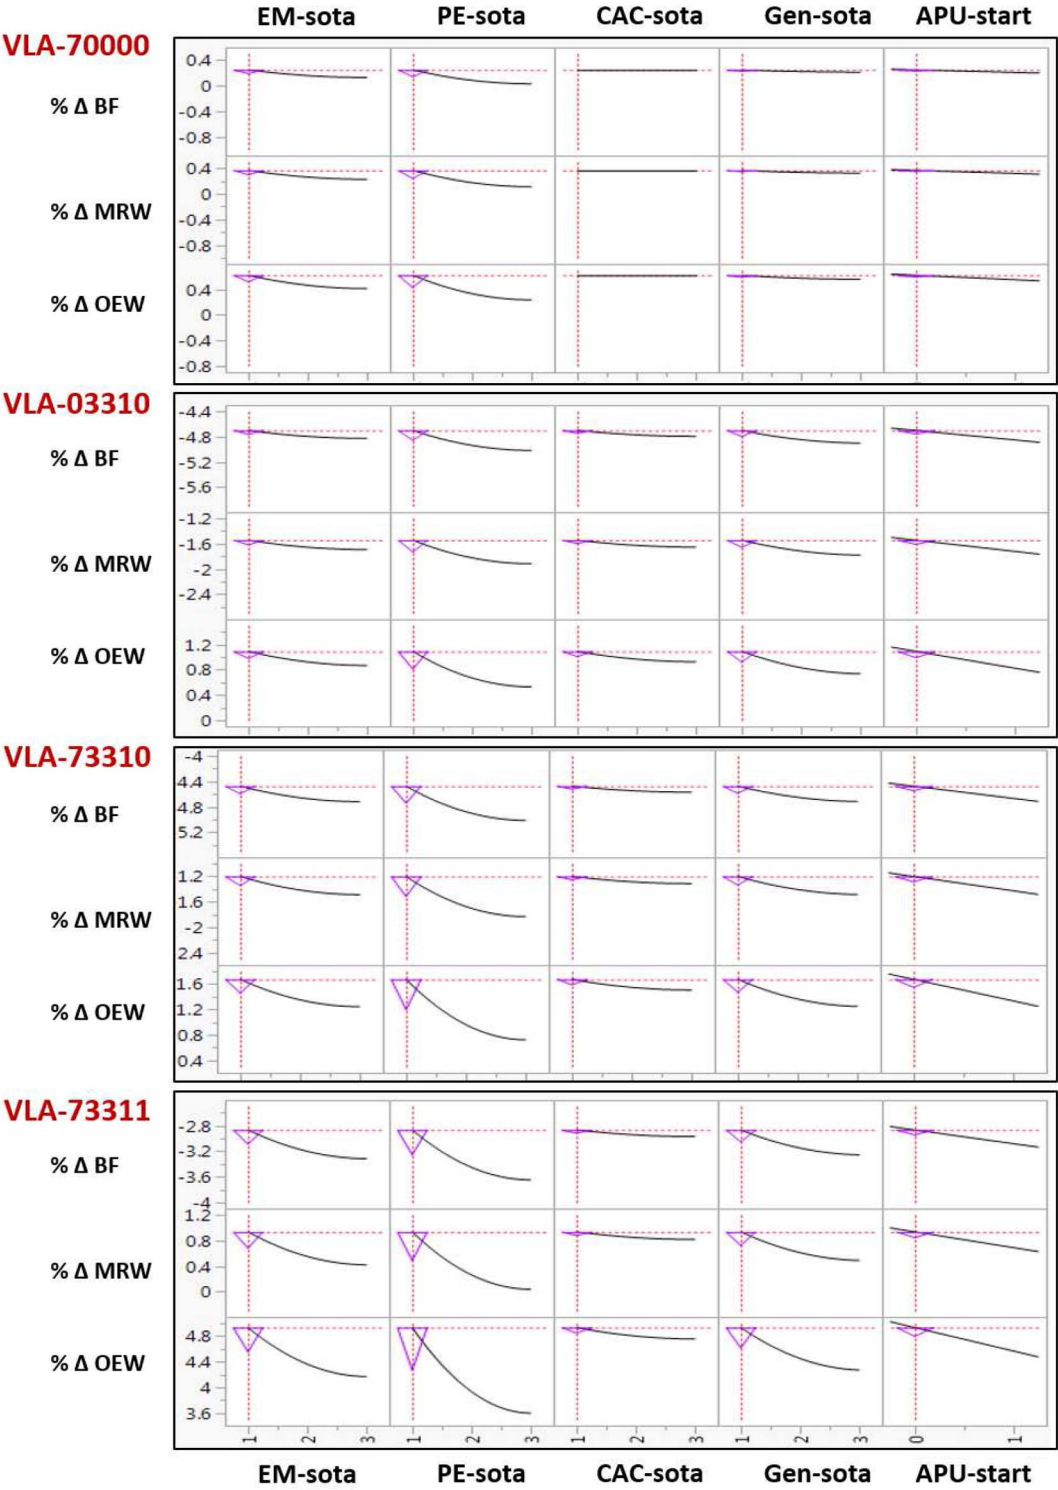 EM-sota PE-sota CAC-sota Gen-sota APU-start
VLA-70000
% Δ BF
0.4
0
-0.4
-0.8
% Δ MRW
0.4
0
-0.4
-0.8
% Δ OEW
0.4
0
-0.4
-0.8
VLA-03310
% Δ BF
-4.4
-4.8
-5.2
-5.6
% Δ MRW
-1.2
-1.6
-2
-2.4
% Δ OEW
1.2
0.8
0.4
0
VLA-73310
% Δ BF
-4
4.4
4.8
5.2
% Δ MRW
1.2
1.6
-2
2.4
% Δ OEW
1.6
1.2
0.8
0.4
VLA-73311
% Δ BF
-2.8
-3.2
-3.6
-4
% Δ MRW
1.2
0.8
0.4
0
% Δ OEW
4.8
4.4
4
3.6
1 2 3 1 2 3 1 2 3 1 2 3 0 1
EM-sota PE-sota CAC-sota Gen-sota APU-start